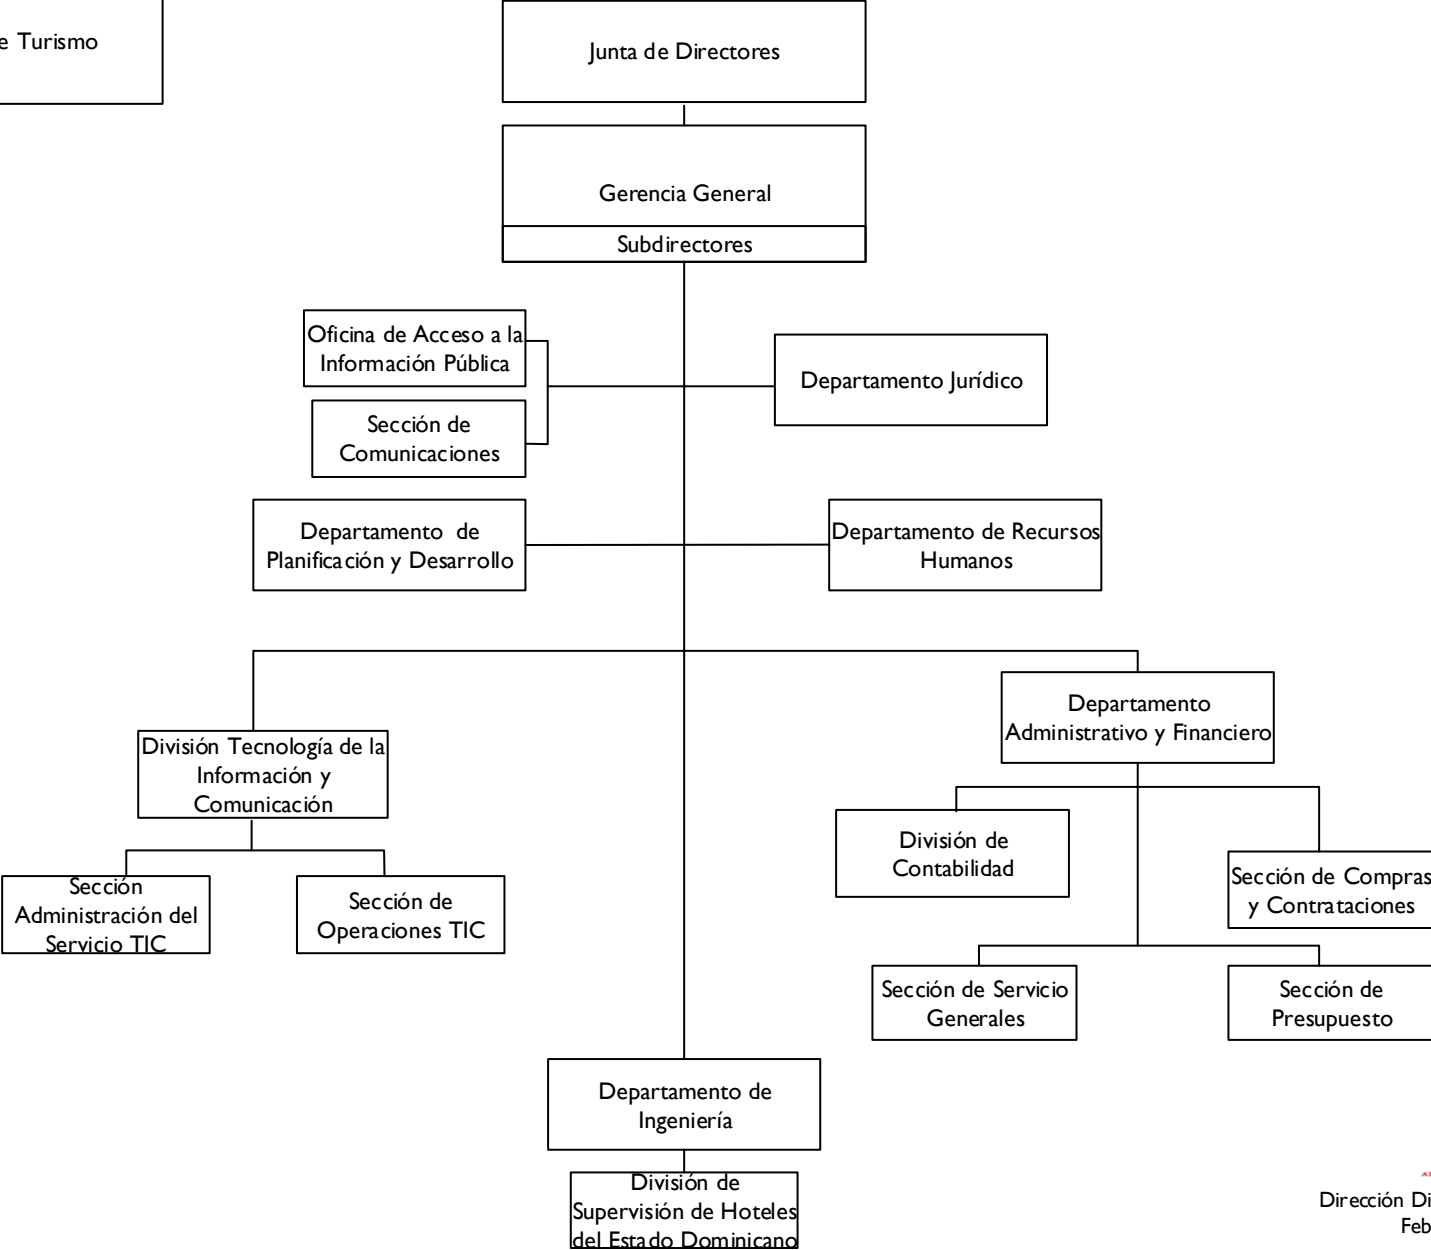 e Turismo
Junta de Directores
Gerencia General
Subdirectores
Oficina de Acceso a la
Información Pública
Departamento Jurídico
Sección de
Comunicaciones
Departamento de
Planificación y Desarrollo
Departamento de Recursos
Humanos
División Tecnología de la
Información y
Comunicación
Departamento
Administrativo y Financiero
Sección
Administración del
Servicio TIC
Sección de
Operaciones TIC
División de
Contabilidad
Sección de Compras
y Contrataciones
Sección de Servicio
Generales
Sección de
Presupuesto
Departamento de
Ingeniería
División de
Supervisión de Hoteles
del Estado Dominicano
Dirección Di
Feb